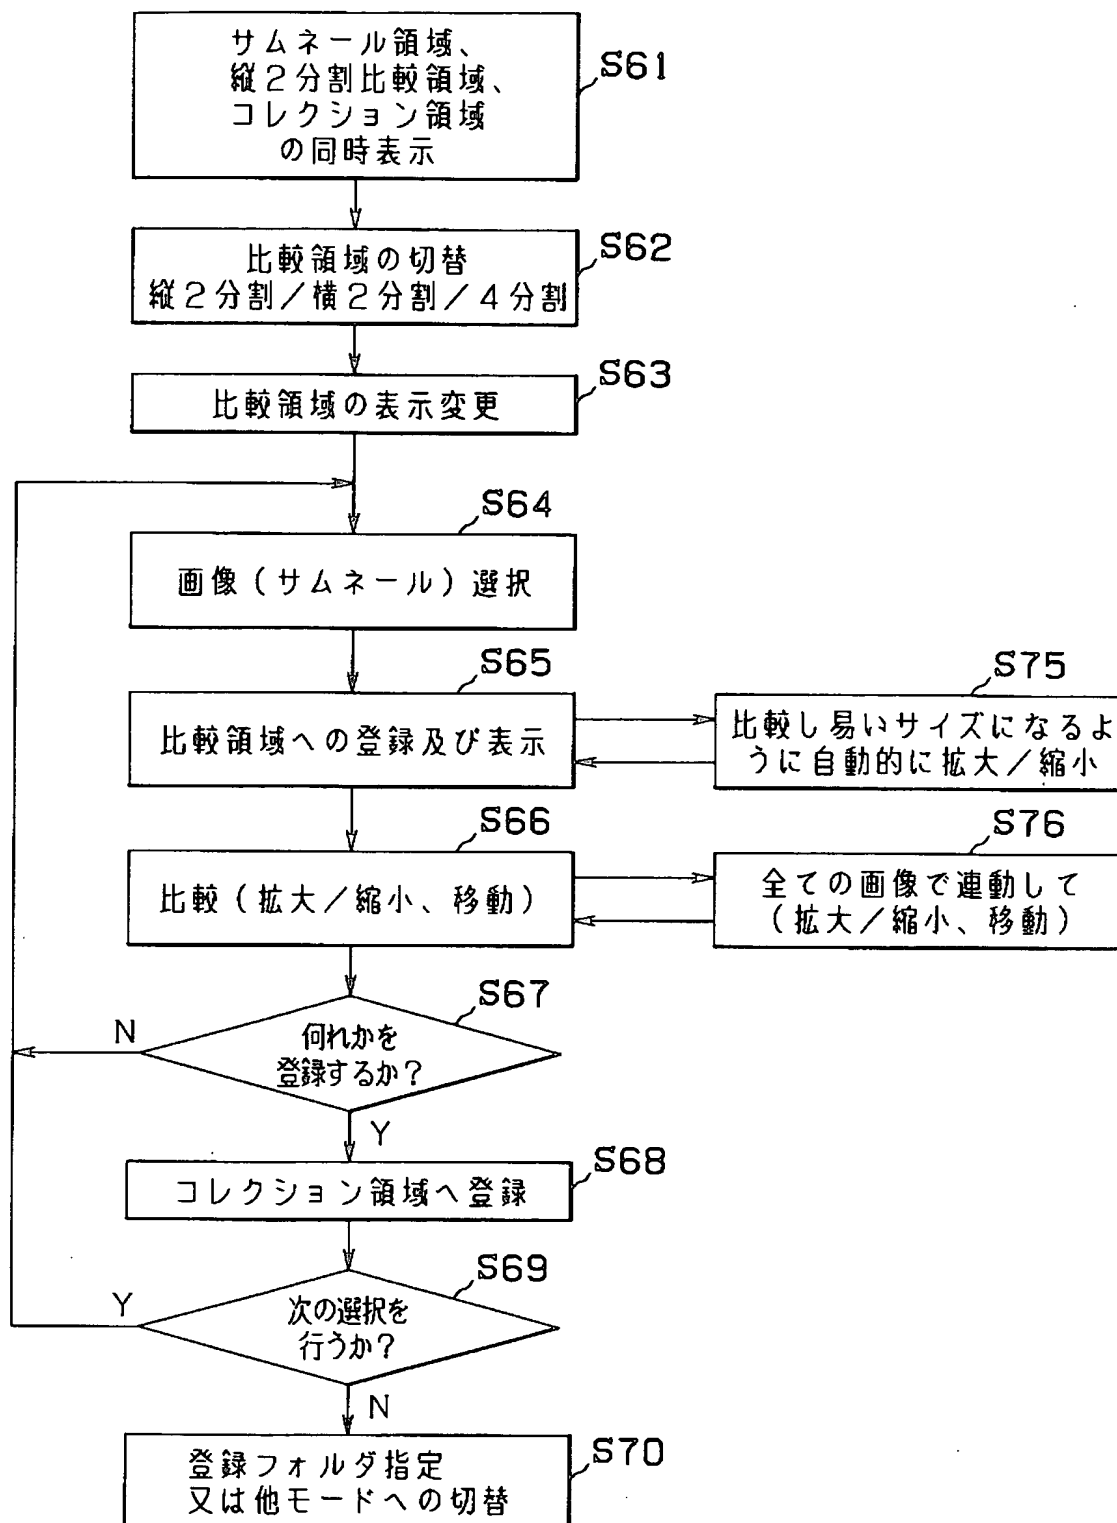 サムネール領域、
縦2分割比較領域、
コレクション領域
の同時表示
S61
比較領域の切替
縦2分割/横2分割/4分割
S62
比較領域の表示変更
S63
S64
画像(サムネール)選択
S65
比較領域への登録及び表示
S75
比較し易いサイズになるよ
うに自動的に拡大/縮小
S66
比較(拡大/縮小、移動)
S76
全ての画像で連動して
(拡大/縮小、移動)
S67
何れかを
登録するか?
N
Y
S68
コレクション領域へ登録
S69
次の選択を
行うか?
Y
N
S70
登録フォルダ指定
又は他モードへの切替